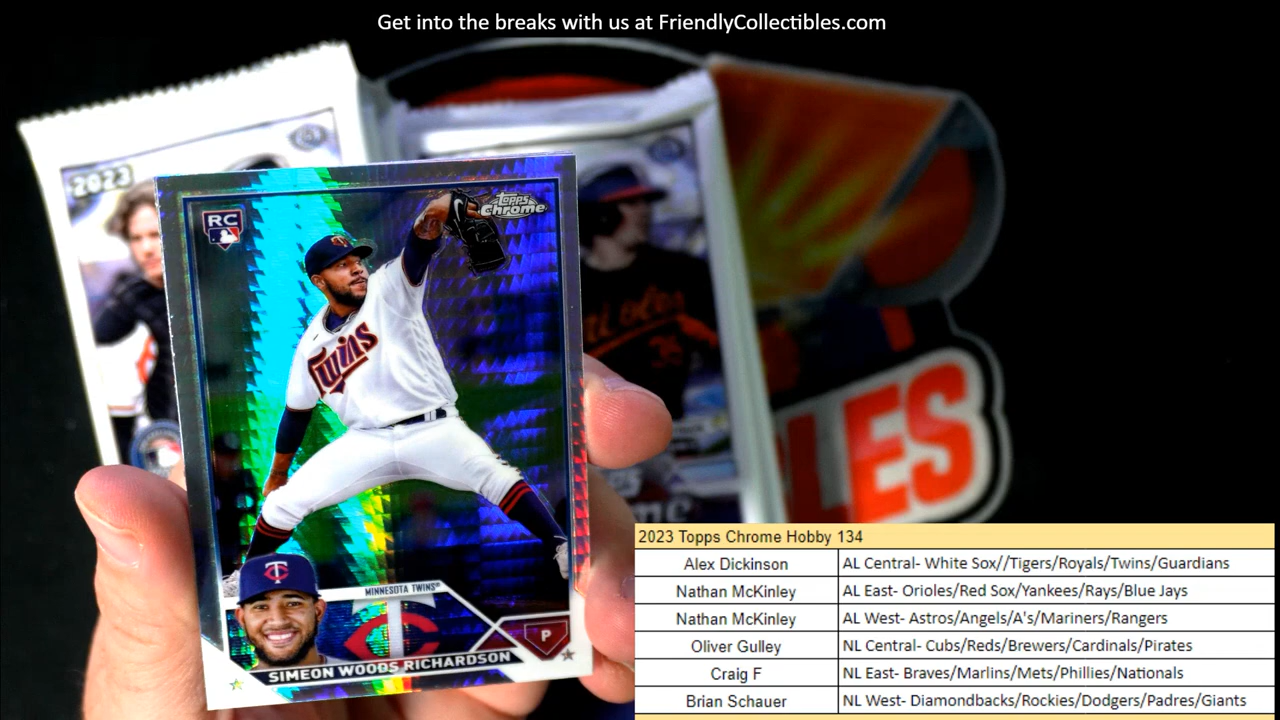 Get into the breaks with us at FriendlyCollectibles.com
2023
RC
Topps
Chrome
Twins
MINNESOTA TWINS®
SIMEON WOODS RICHARDSON
P
LES
2023 Topps Chrome Hobby 134
Alex Dickinson AL Central- White Sox//Tigers/Royals/Twins/Guardians
Nathan McKinley AL East- Orioles/Red Sox/Yankees/Rays/Blue Jays
Nathan McKinley AL West- Astros/Angels/A's/Mariners/Rangers
Oliver Gulley NL Central- Cubs/Reds/Brewers/Cardinals/Pirates
Craig F NL East- Braves/Marlins/Mets/Phillies/Nationals
Brian Schauer NL West- Diamondbacks/Rockies/Dodgers/Padres/Giants